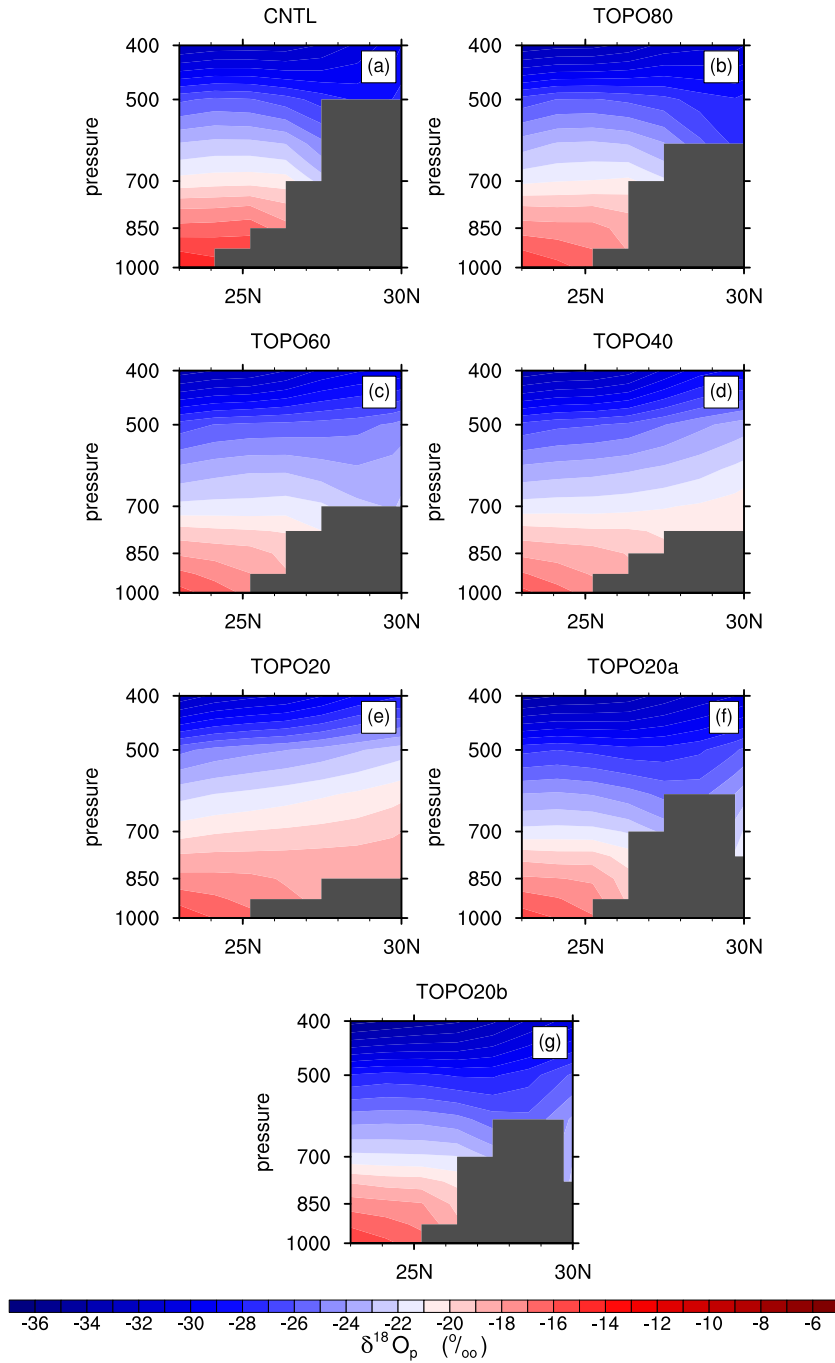 CNTL TOPO80
400 (a) 400 (b)
500 500
pressure pressure
700 700
850 850
1000 1000
25N 30N 25N 30N
TOPO60 TOPO40
400 (c) 400 (d)
500 500
pressure pressure
700 700
850 850
1000 1000
25N 30N 25N 30N
TOPO20 TOPO20a
400 (e) 400 (f)
500 500
pressure pressure
700 700
850 850
1000 1000
25N 30N 25N 30N
TOPO20b
400 (g)
500
pressure
700
850
1000
25N 30N
-36 -34 -32 -30 -28 -26 -24 -22 -20 -18 -16 -14 -12 -10 -8 -6
δ¹⁸Oₚ (⁰/₀₀)